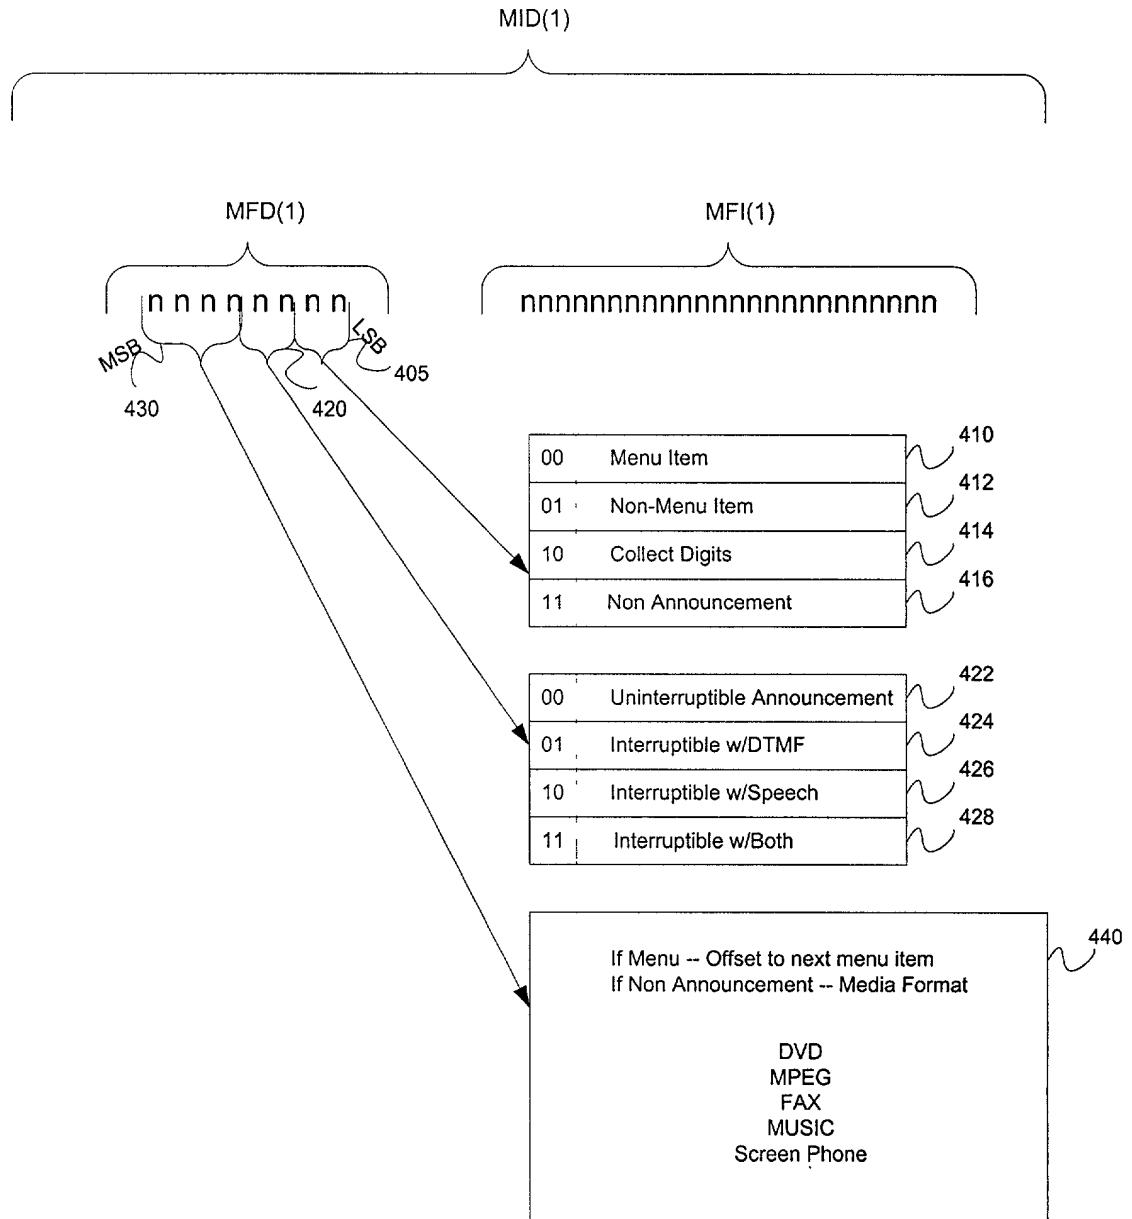 MID(1)
MFD(1)
MFI(1)
n n n n n n n n
nnnnnnnnnnnnnnnnnnnnnnnn
MSB
LSB
430
420
405
00 Menu Item
410
01 Non-Menu Item
412
10 Collect Digits
414
11 Non Announcement
416
00 Uninterruptible Announcement
422
01 Interruptible w/DTMF
424
10 Interruptible w/Speech
426
11 Interruptible w/Both
428
440
If Menu -- Offset to next menu item
If Non Announcement -- Media Format
DVD
MPEG
FAX
MUSIC
Screen Phone